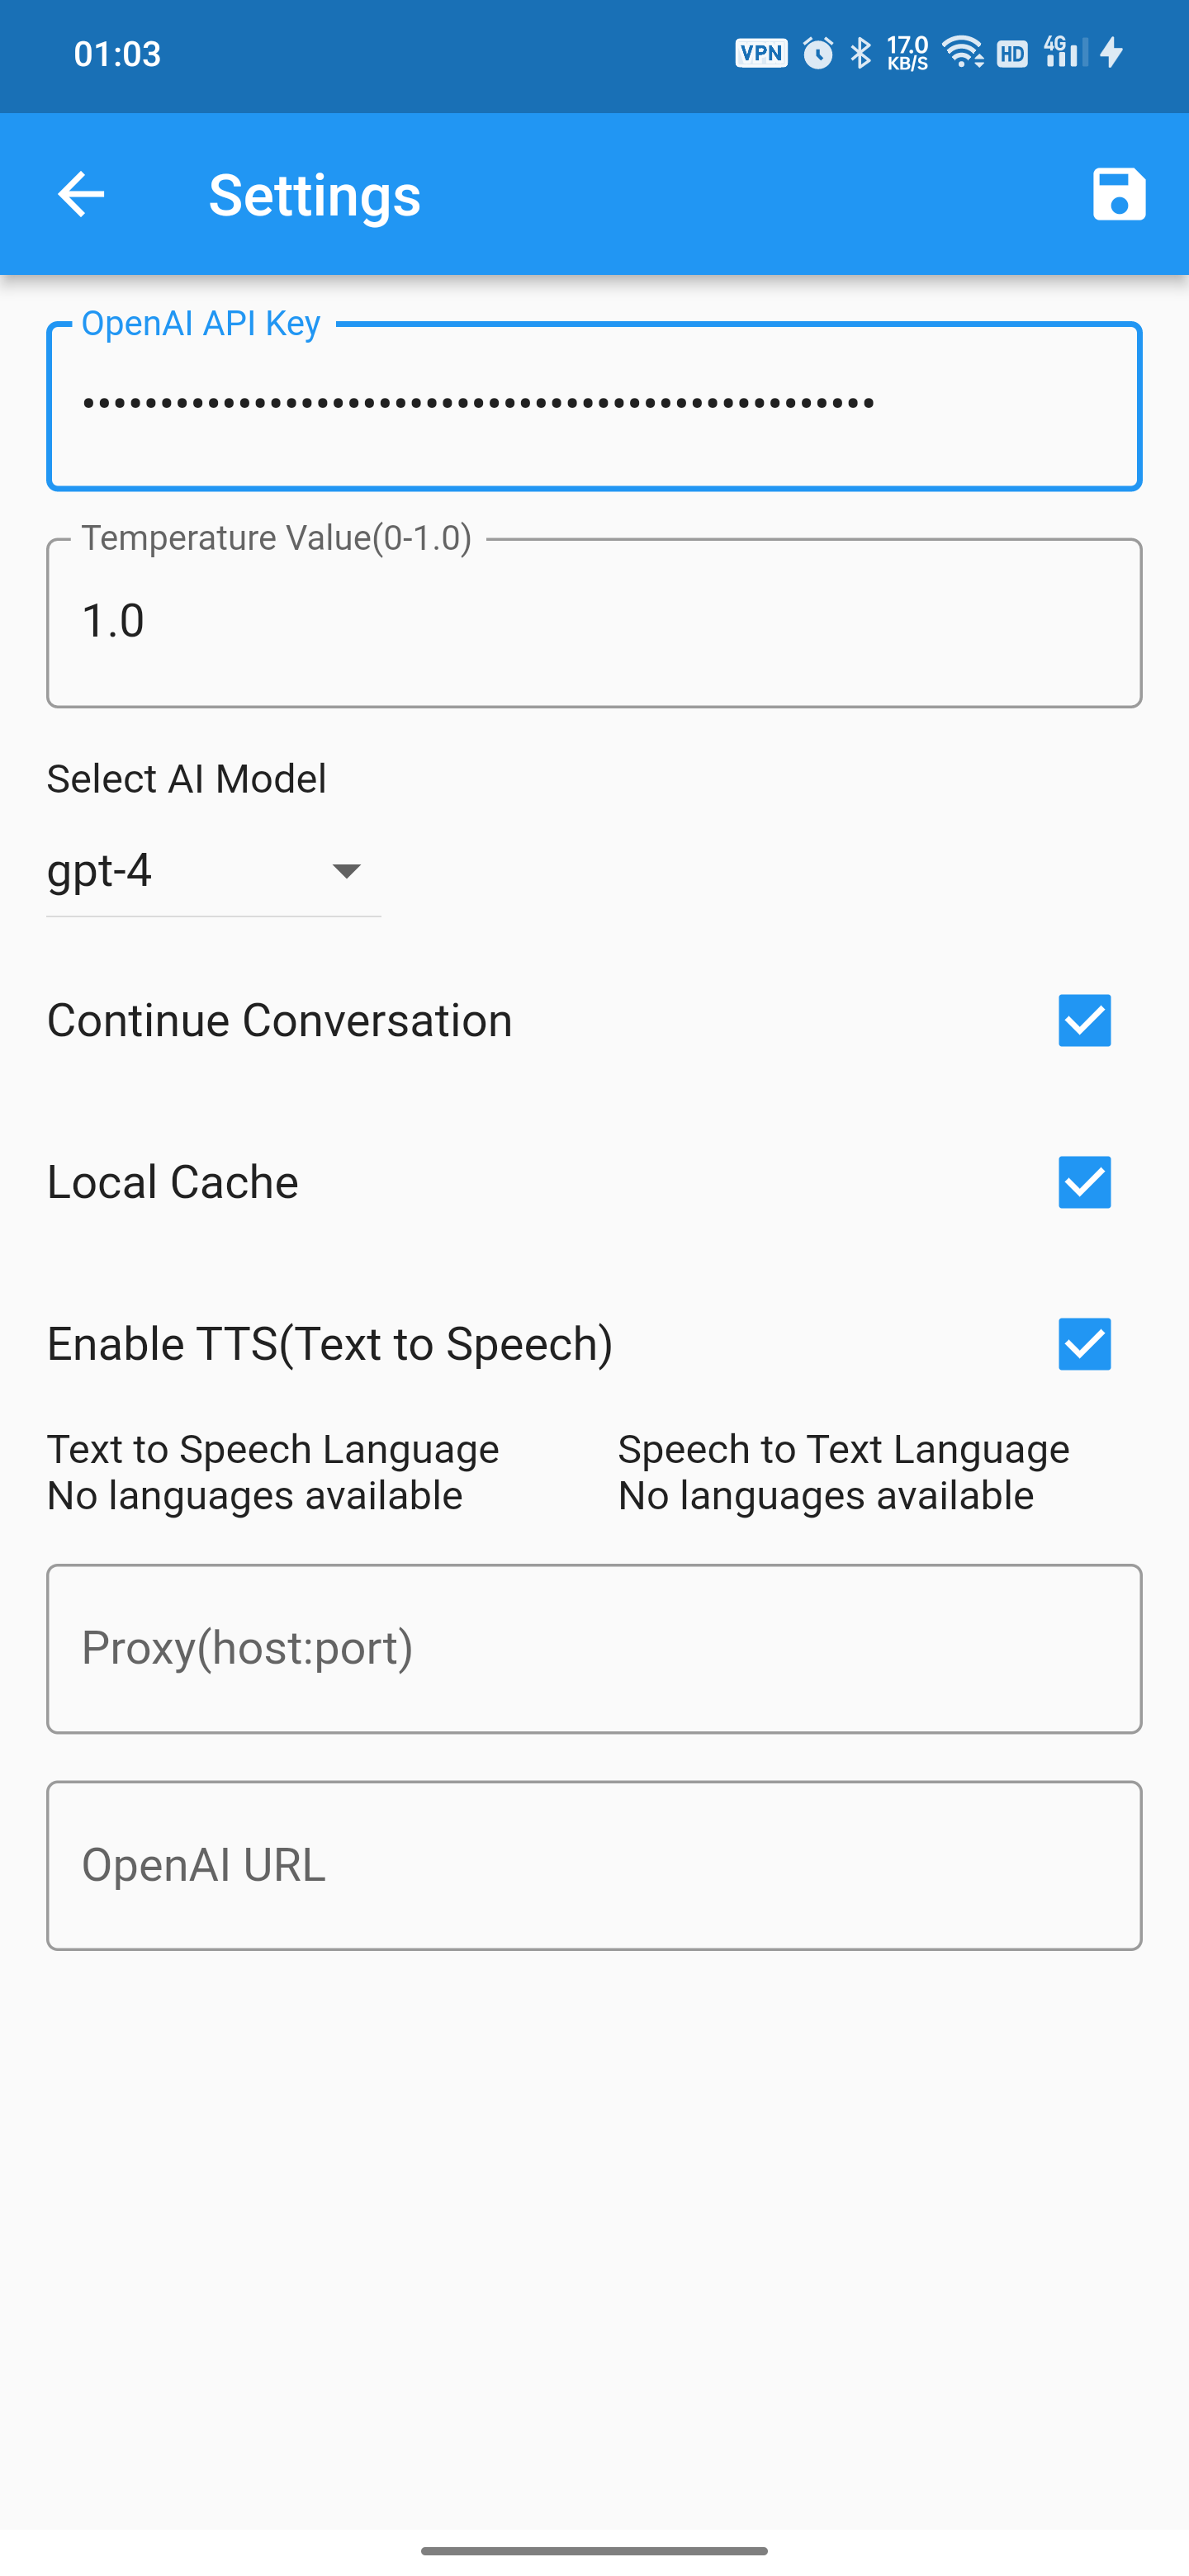 01:03
VPN 17.0 KB/S HD 4G
Settings
OpenAI API Key
•••••••••••••••••••••••••••••••••••••••••••••••••••
Temperature Value(0-1.0)
1.0
Select AI Model
gpt-4
Continue Conversation
Local Cache
Enable TTS(Text to Speech)
Text to Speech Language
No languages available
Speech to Text Language
No languages available
Proxy(host:port)
OpenAI URL